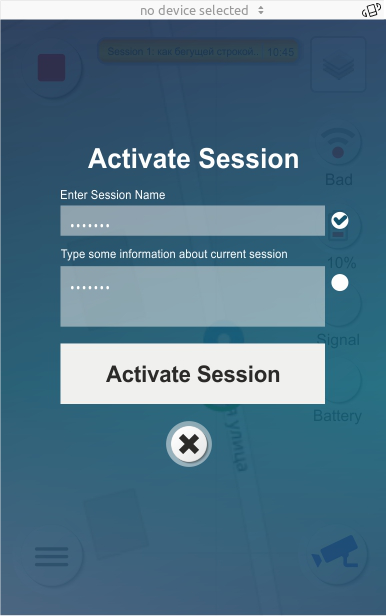 no device selected
Session 1: как бегущей строкой. 10:45
Activate Session
Enter Session Name
.......
Bad
Type some information about current session
10%
.......
Signal
Activate Session
Battery
улица